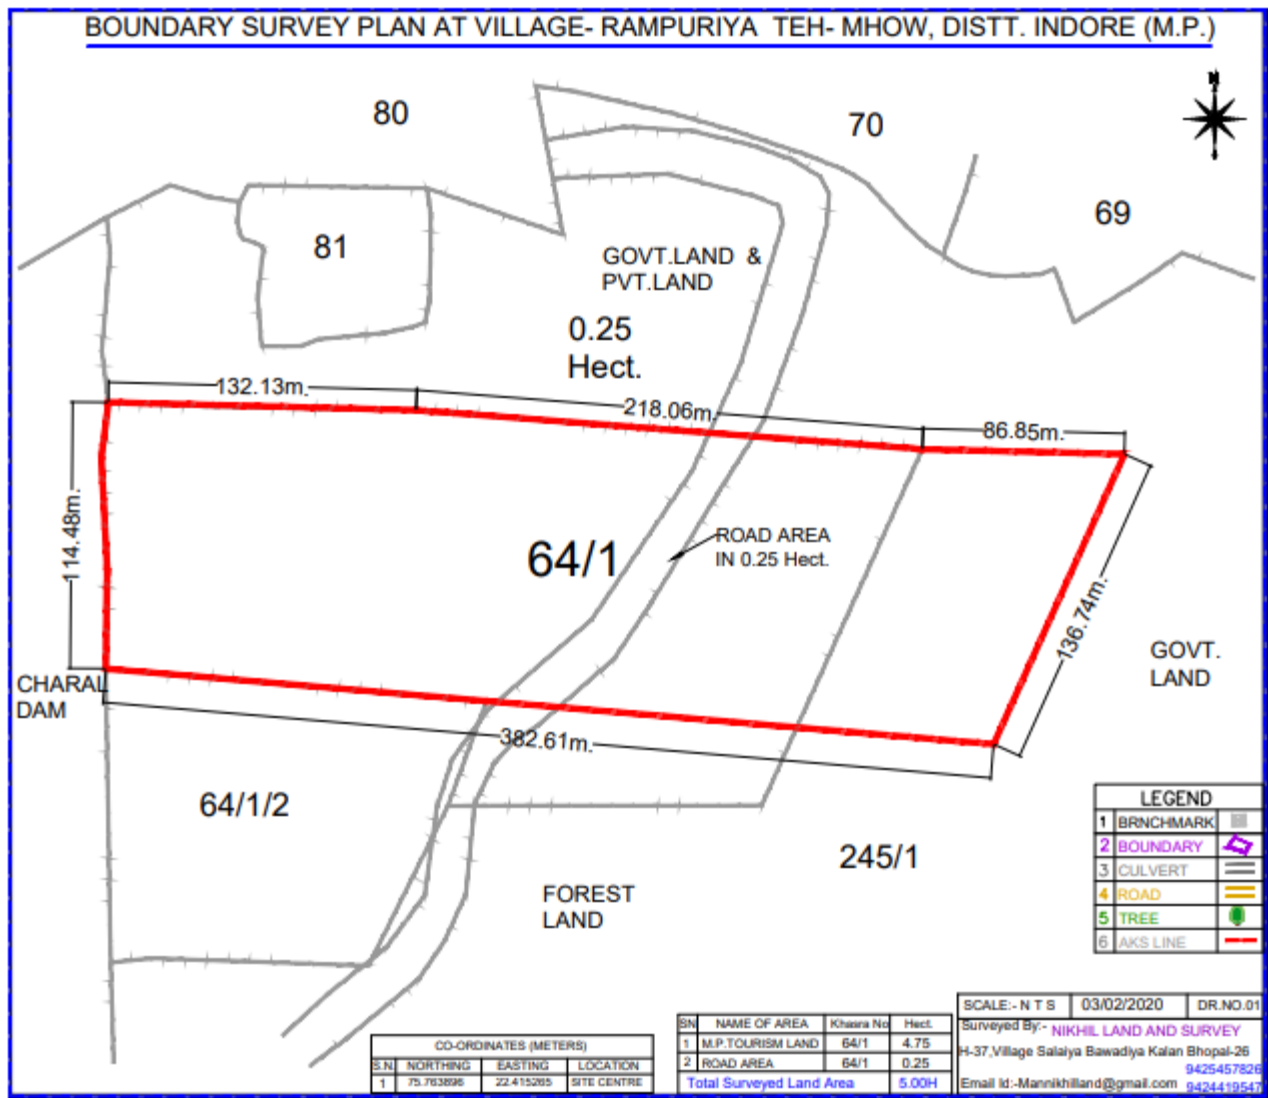 BOUNDARY SURVEY PLAN AT VILLAGE- RAMPURIYA TEH- MHOW, DISTT. INDORE (M.P.)
N
80
70
69
81
GOVT.LAND &
PVT.LAND
0.25
Hect.
132.13m.
218.06m.
86.85m.
114.48m.
64/1
ROAD AREA
IN 0.25 Hect.
136.74m.
GOVT.
LAND
CHARAL
DAM
382.61m.
64/1/2
245/1
FOREST
LAND
LEGEND
1 BRNCHMARK
2 BOUNDARY
3 CULVERT
4 ROAD
5 TREE
6 AKS LINE
SCALE:- N T S 03/02/2020 DR.NO.01
Surveyed By:- NIKHIL LAND AND SURVEY
H-37,Village Salaiya Bawadiya Kalan Bhopal-26
9425457826
Email Id:-Mannikhilland@gmail.com 9424419547
SN NAME OF AREA Khasra No Hect.
1 M.P.TOURISM LAND 64/1 4.75
2 ROAD AREA 64/1 0.25
Total Surveyed Land Area 5.00H
CO-ORDINATES (METERS)
S.N. NORTHING EASTING LOCATION
1 75.763896 22.415265 SITE CENTRE